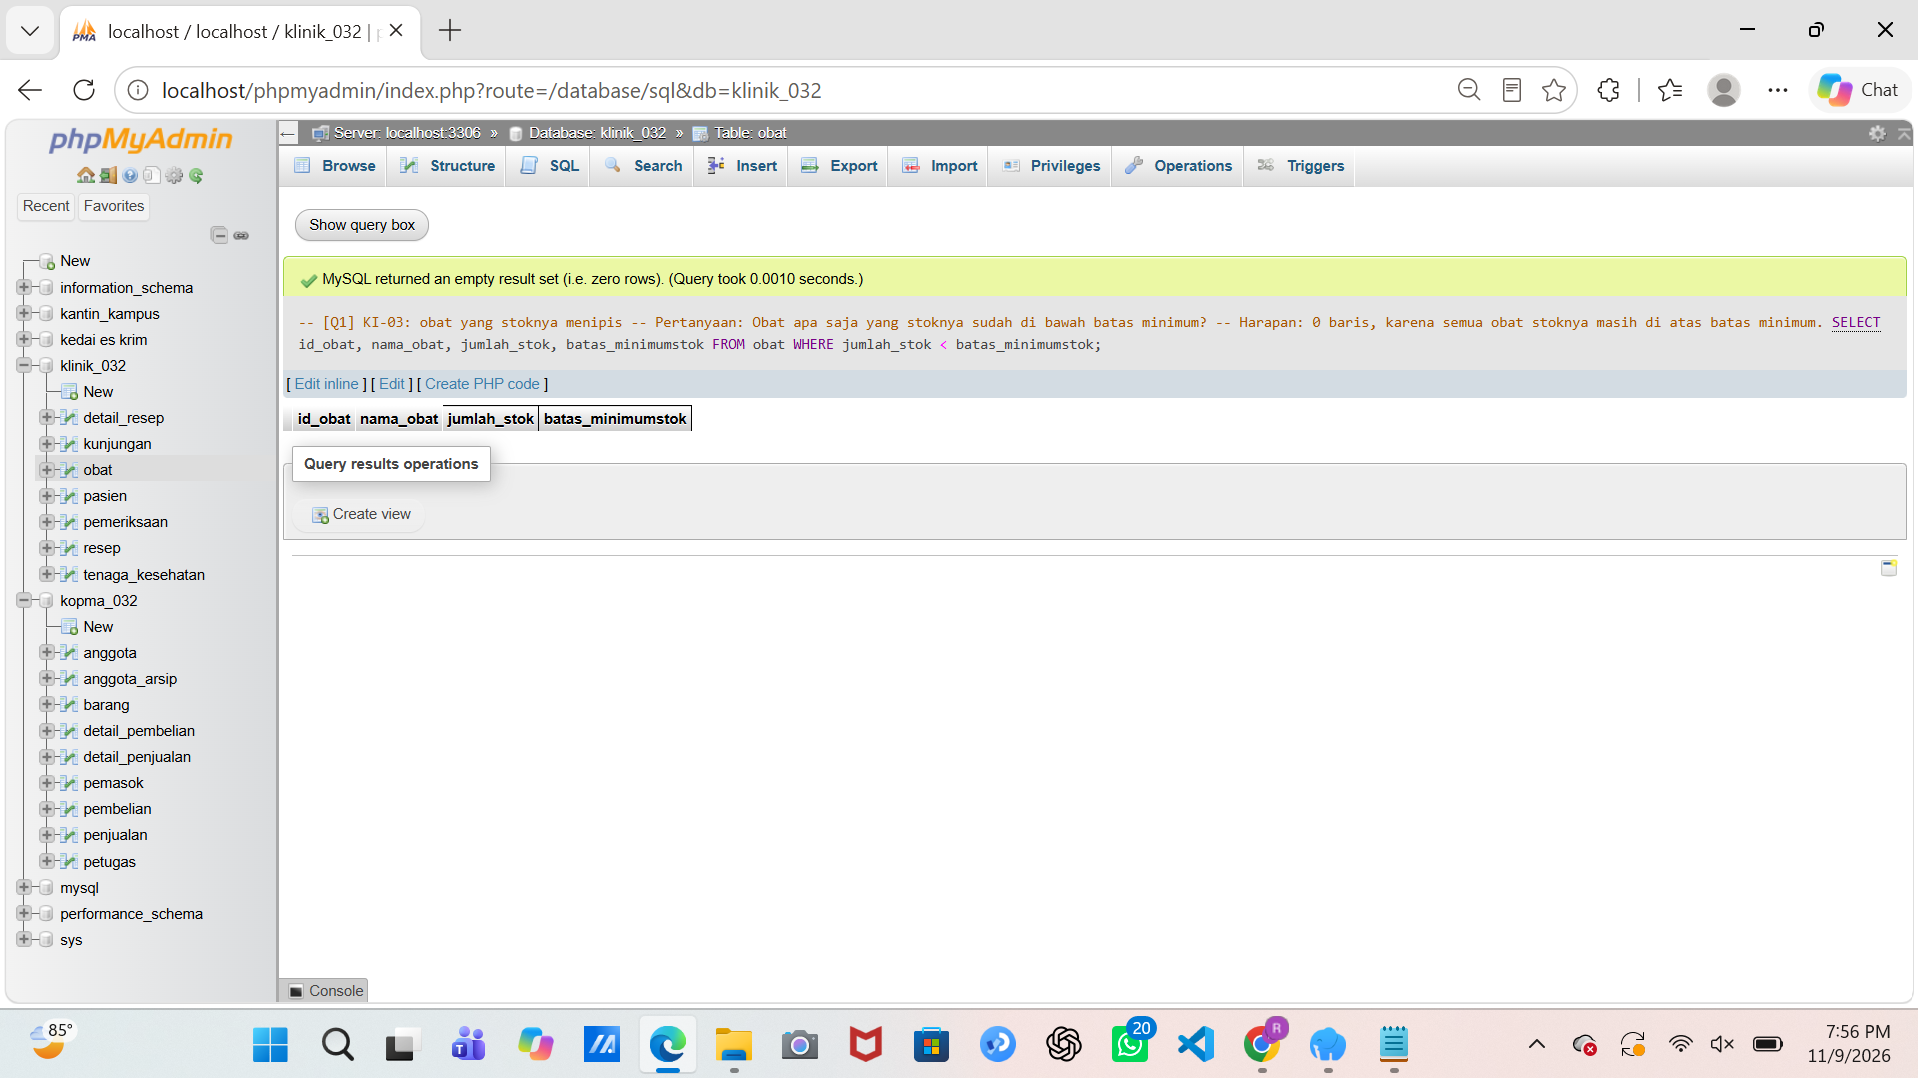 localhost / localhost / klinik_032 |
localhost/phpmyadmin/index.php?route=/database/sql&db=klinik_032
Chat
phpMyAdmin
Recent
Favorites
New
information_schema
kantin_kampus
kedai es krim
klinik_032
New
detail_resep
kunjungan
obat
pasien
pemeriksaan
resep
tenaga_kesehatan
kopma_032
New
anggota
anggota_arsip
barang
detail_pembelian
detail_penjualan
pemasok
pembelian
penjualan
petugas
mysql
performance_schema
sys
Server: localhost:3306 » Database: klinik_032 » Table: obat
Browse Structure SQL Search Insert Export Import Privileges Operations Triggers
Show query box
MySQL returned an empty result set (i.e. zero rows). (Query took 0.0010 seconds.)
-- [Q1] KI-03: obat yang stoknya menipis -- Pertanyaan: Obat apa saja yang stoknya sudah di bawah batas minimum? -- Harapan: 0 baris, karena semua obat stoknya masih di atas batas minimum. SELECT
id_obat, nama_obat, jumlah_stok, batas_minimumstok FROM obat WHERE jumlah_stok < batas_minimumstok;
[ Edit inline ] [ Edit ] [ Create PHP code ]
id_obat nama_obat jumlah_stok batas_minimumstok
Query results operations
Create view
Console
85°
20
R
7:56 PM
11/9/2026